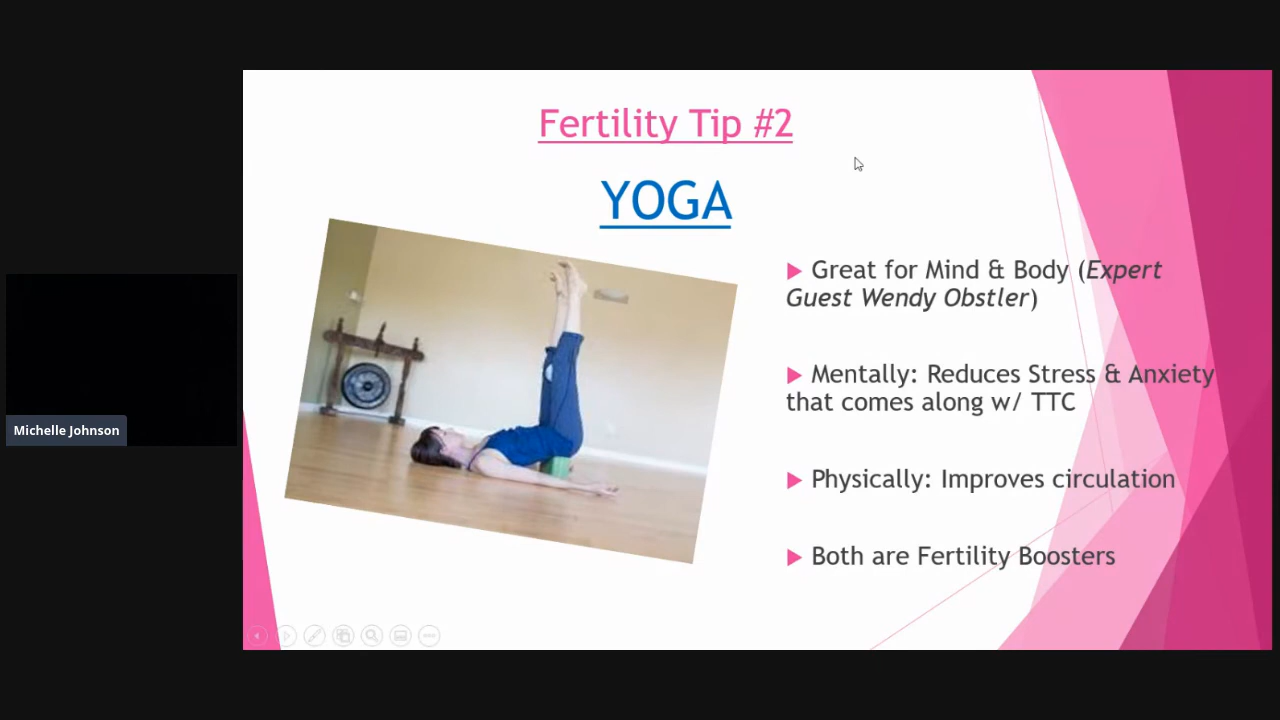 Fertility Tip #2
YOGA
Great for Mind & Body (Expert
Guest Wendy Obstler)
Mentally: Reduces Stress & Anxiety
that comes along w/ TTC
Physically: Improves circulation
Both are Fertility Boosters
Michelle Johnson